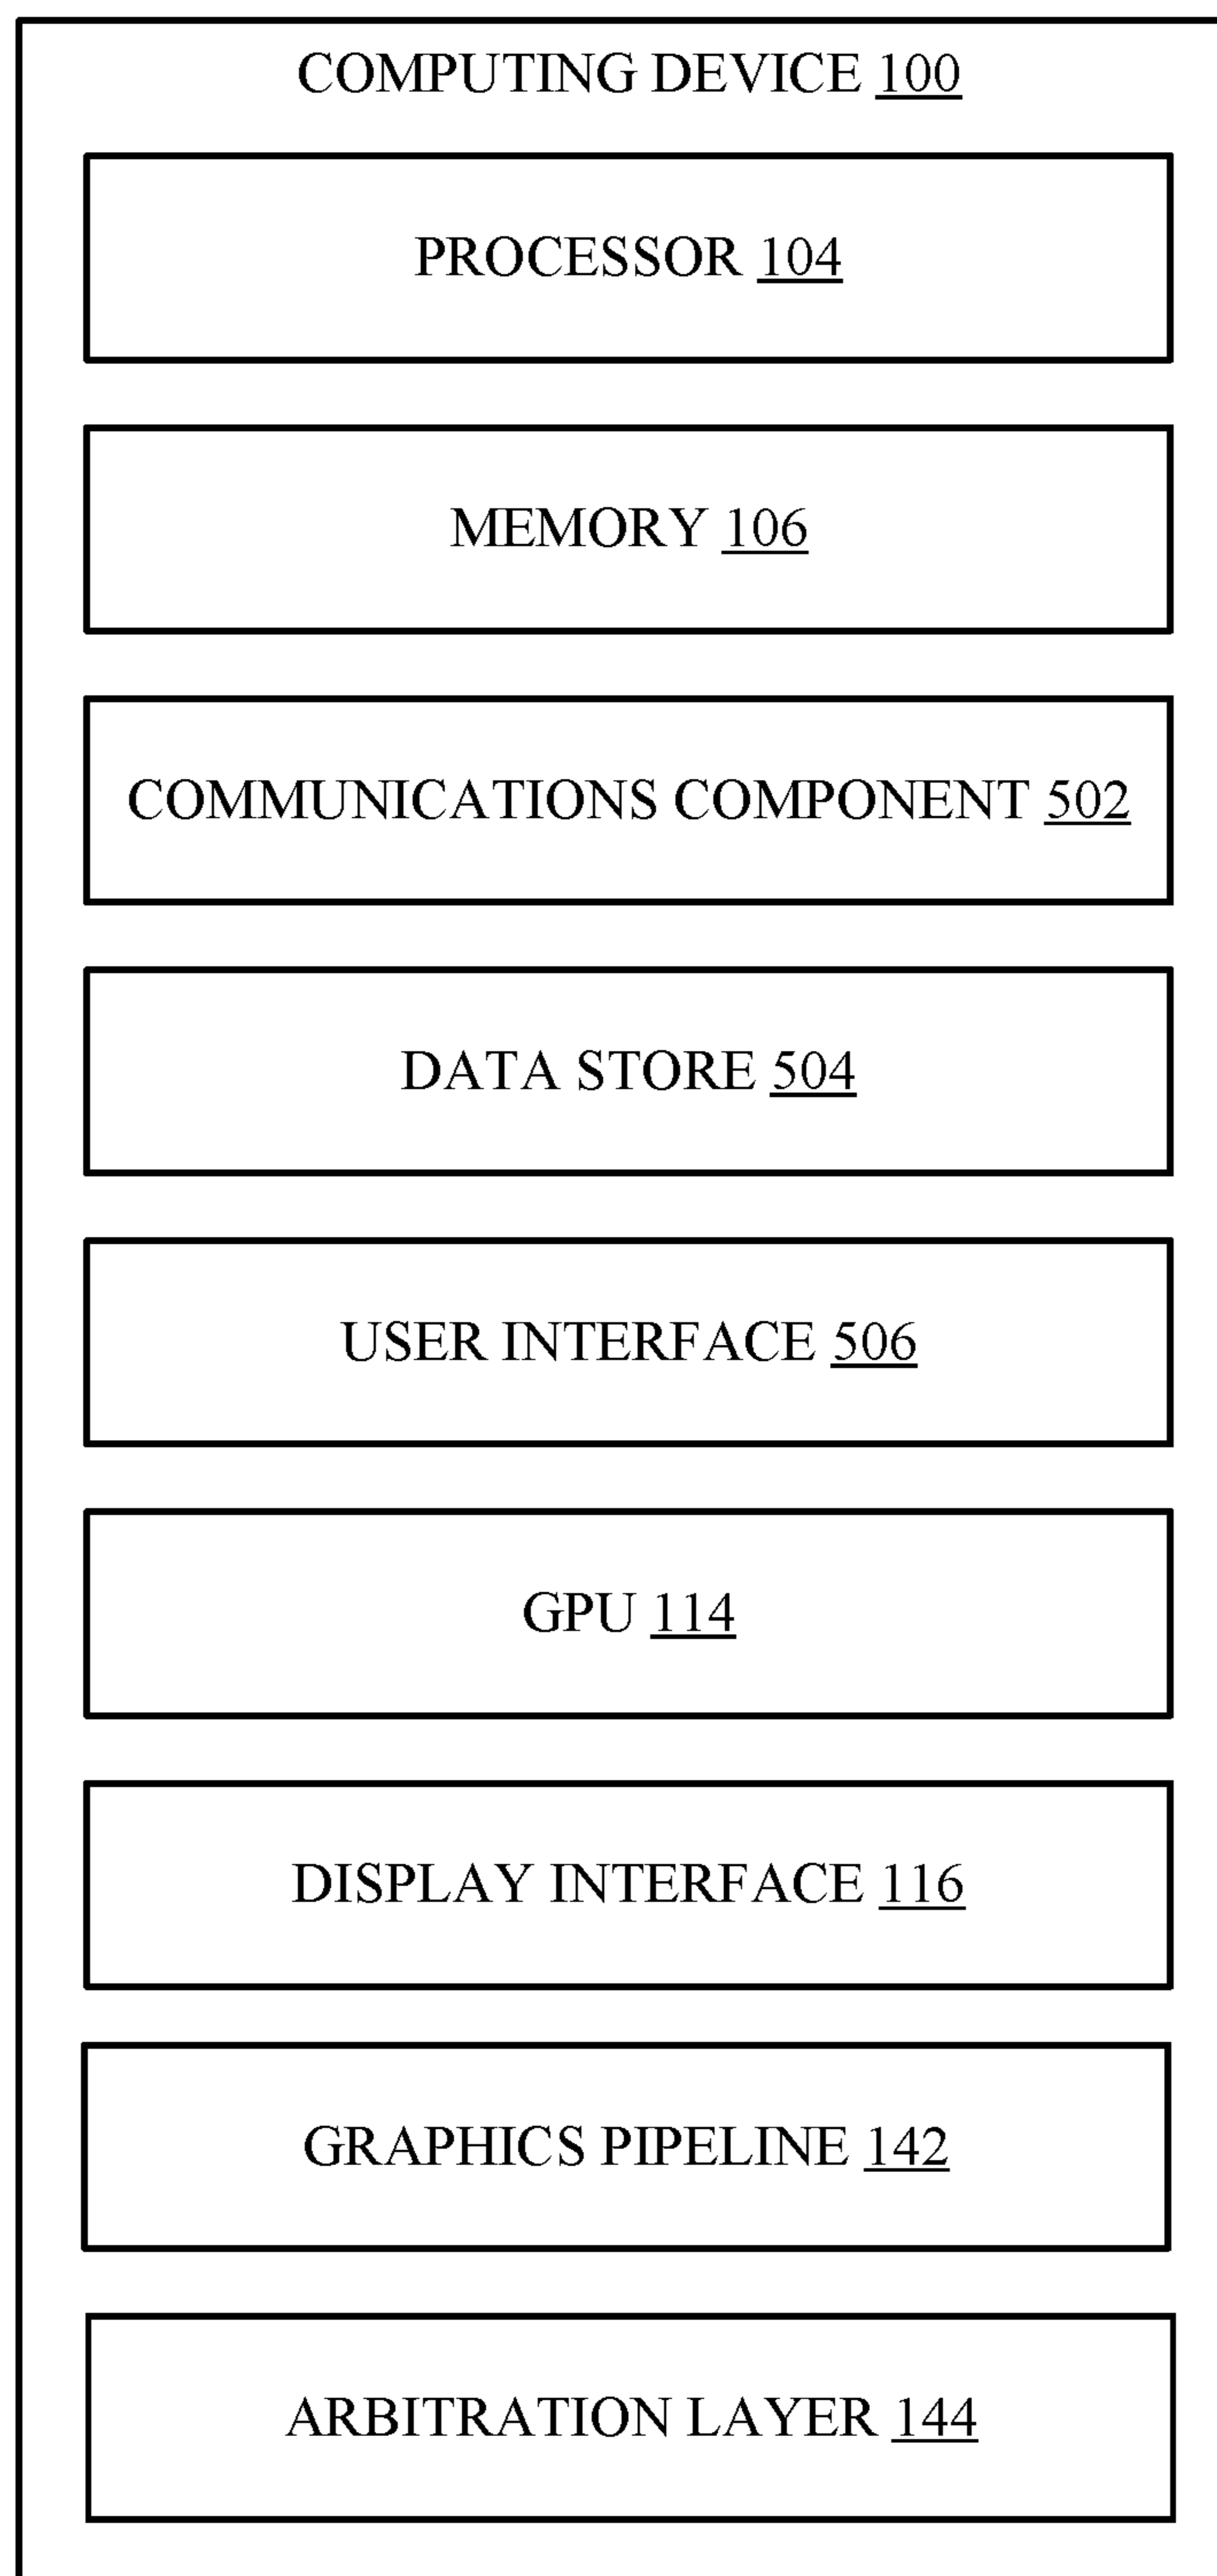 COMPUTING DEVICE 100
PROCESSOR 104
MEMORY 106
COMMUNICATIONS COMPONENT 502
DATA STORE 504
USER INTERFACE 506
GPU 114
DISPLAY INTERFACE 116
GRAPHICS PIPELINE 142
ARBITRATION LAYER 144